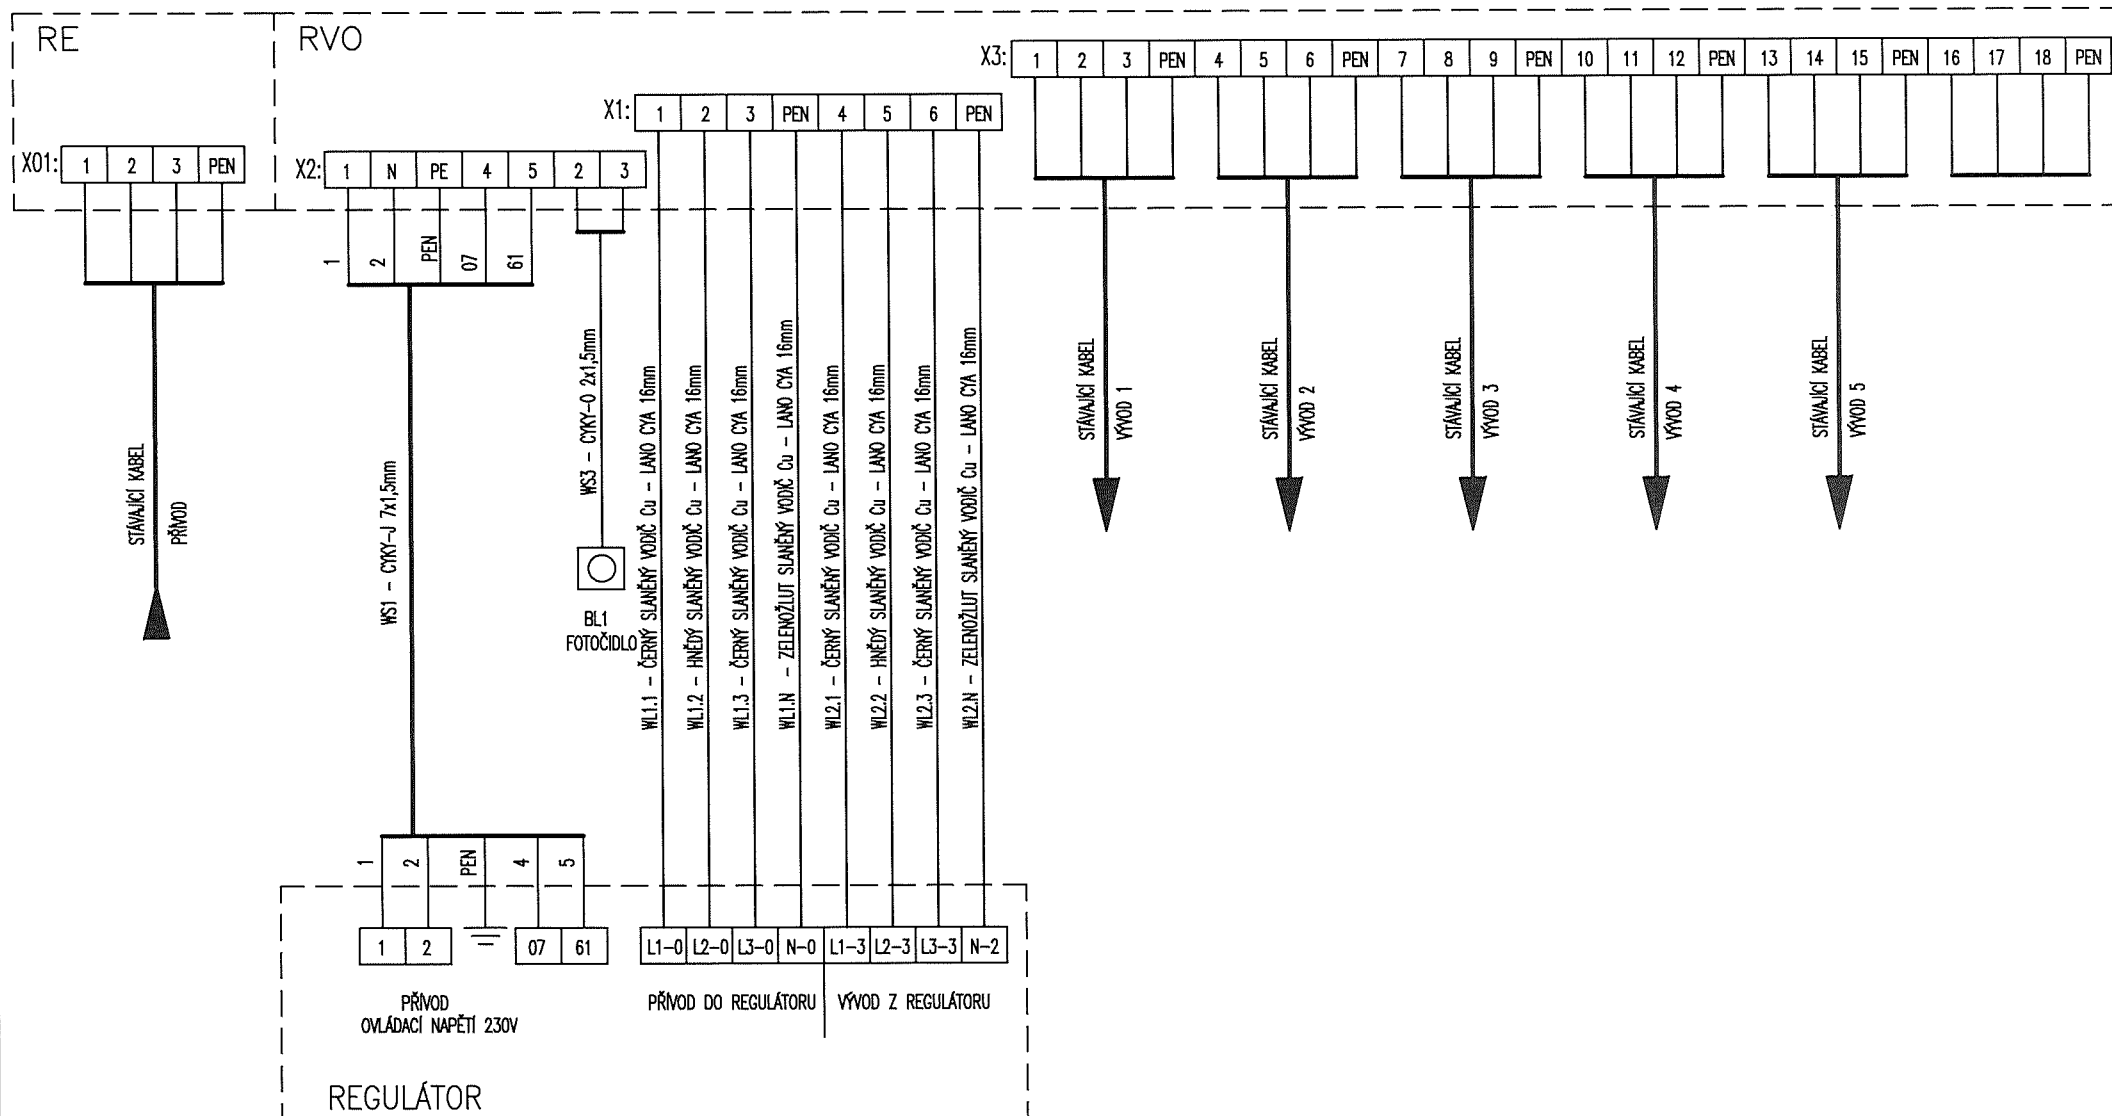 RE
RVO
X3: 1 2 3 PEN 4 5 6 PEN 7 8 9 PEN 10 11 12 PEN 13 14 15 PEN 16 17 18 PEN
X1: 1 2 3 PEN 4 5 6 PEN
X01: 1 2 3 PEN
X2: 1 N PE 4 5 2 3
1 2 PEN 07 61
STÁVAJÍCÍ KABEL
PŘÍVOD
WS1 - CYKY-J 7x1,5mm
WS3 - CYKY-O 2x1,5mm
BL1
FOTOČIDLO
WL1.1 - ČERNÝ SLANĚNÝ VODIČ Cu - LANO CYA 16mm
WL1.2 - HNĚDÝ SLANĚNÝ VODIČ Cu - LANO CYA 16mm
WL1.3 - ČERNÝ SLANĚNÝ VODIČ Cu - LANO CYA 16mm
WL1.N - ZELENOŽLUT SLANĚNÝ VODIČ Cu - LANO CYA 16mm
WL2.1 - ČERNÝ SLANĚNÝ VODIČ Cu - LANO CYA 16mm
WL2.2 - HNĚDÝ SLANĚNÝ VODIČ Cu - LANO CYA 16mm
WL2.3 - ČERNÝ SLANĚNÝ VODIČ Cu - LANO CYA 16mm
WL2.N - ZELENOŽLUT SLANĚNÝ VODIČ Cu - LANO CYA 16mm
STÁVAJÍCÍ KABEL
VÝVOD 1
STÁVAJÍCÍ KABEL
VÝVOD 2
STÁVAJÍCÍ KABEL
VÝVOD 3
STÁVAJÍCÍ KABEL
VÝVOD 4
STÁVAJÍCÍ KABEL
VÝVOD 5
1 2 PEN 4 5
1 2 07 61
L1-0 L2-0 L3-0 N-0 L1-3 L2-3 L3-3 N-2
PŘÍVOD
OVLÁDACÍ NAPĚTÍ 230V
PŘÍVOD DO REGULÁTORU
VÝVOD Z REGULÁTORU
REGULÁTOR